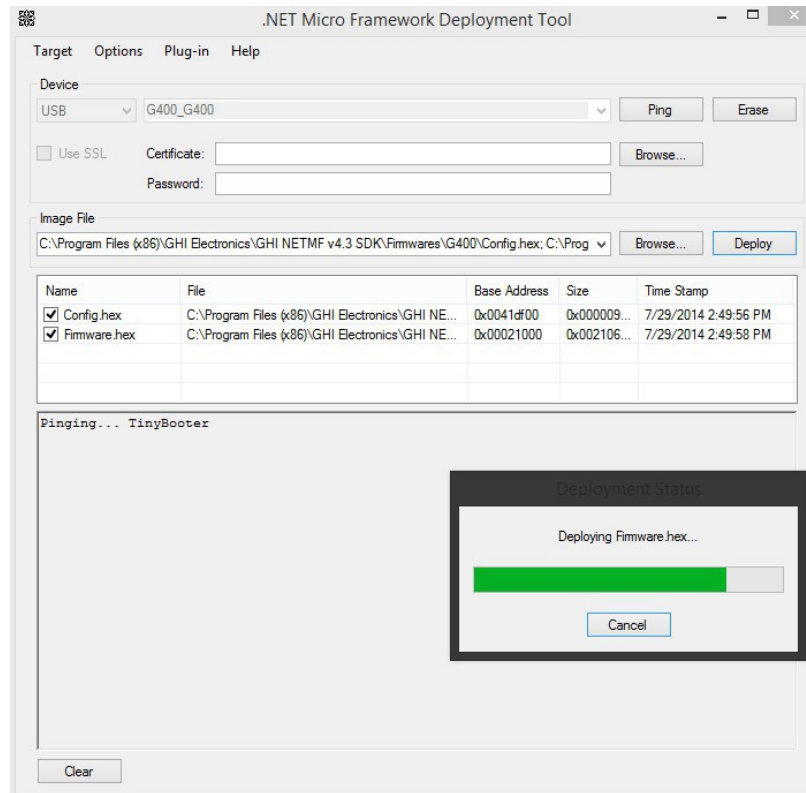 .NET Micro Framework Deployment Tool
Target Options Plug-in Help
Device
USB G400_G400 Ping Erase
Use SSL Certificate: Browse...
Password:
Image File
C:\Program Files (x86)\GHI Electronics\GHI NETMF v4.3 SDK\Firmwares\G400\Config.hex; C:\Prog Browse... Deploy
Name File Base Address Size Time Stamp
Config.hex C:\Program Files (x86)\GHI Electronics\GHI NE... 0x0041df00 0x000009... 7/29/2014 2:49:56 PM
Firmware.hex C:\Program Files (x86)\GHI Electronics\GHI NE... 0x00021000 0x002106... 7/29/2014 2:49:58 PM
Pinging... TinyBooter
Deployment Status
Deploying Firmware.hex...
Cancel
Clear